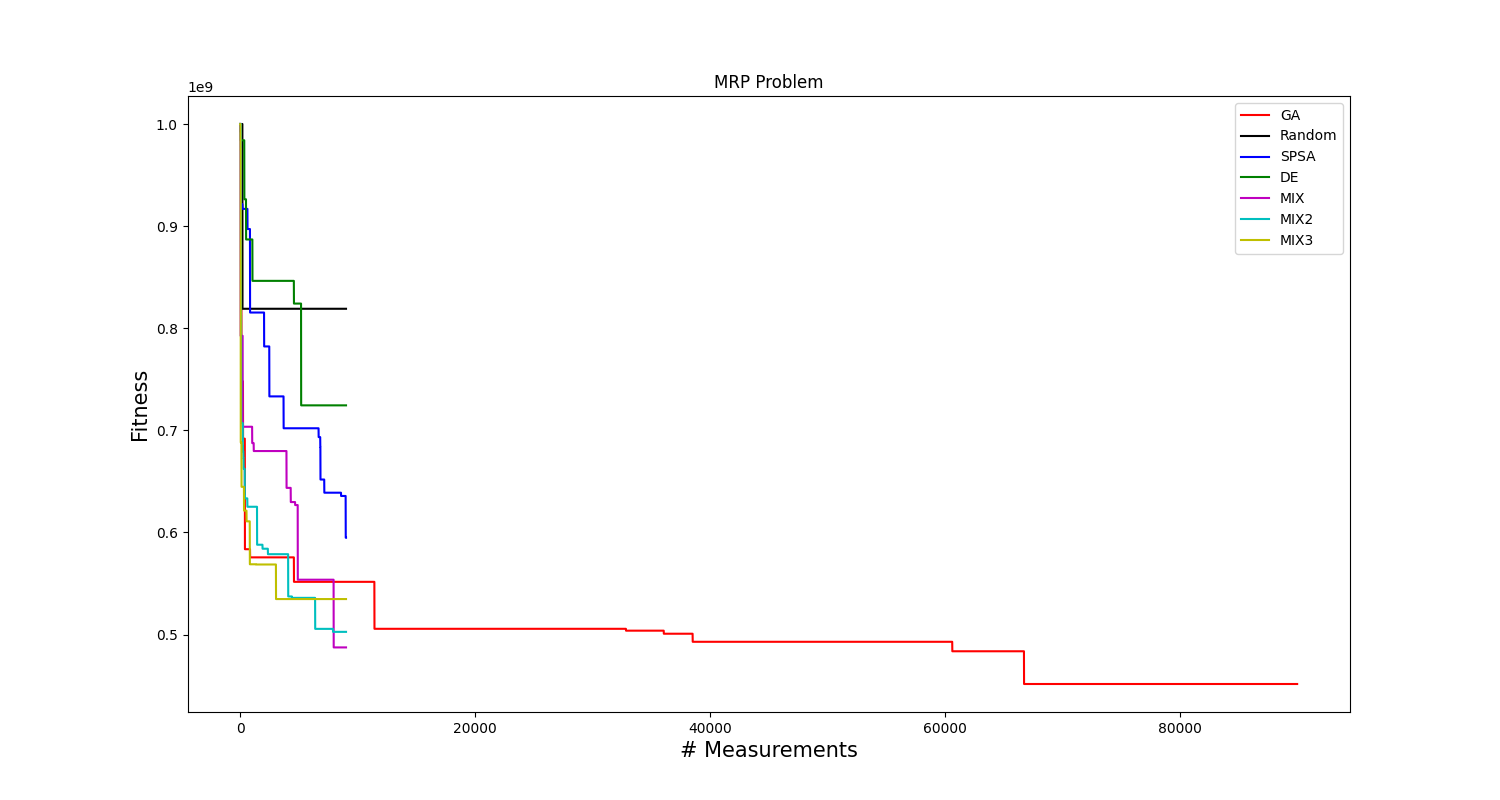 MRP Problem
1e9
1.0
0.9
0.8
0.7
0.6
0.5
Fitness
0
20000
40000
60000
80000
# Measurements
GA
Random
SPSA
DE
MIX
MIX2
MIX3